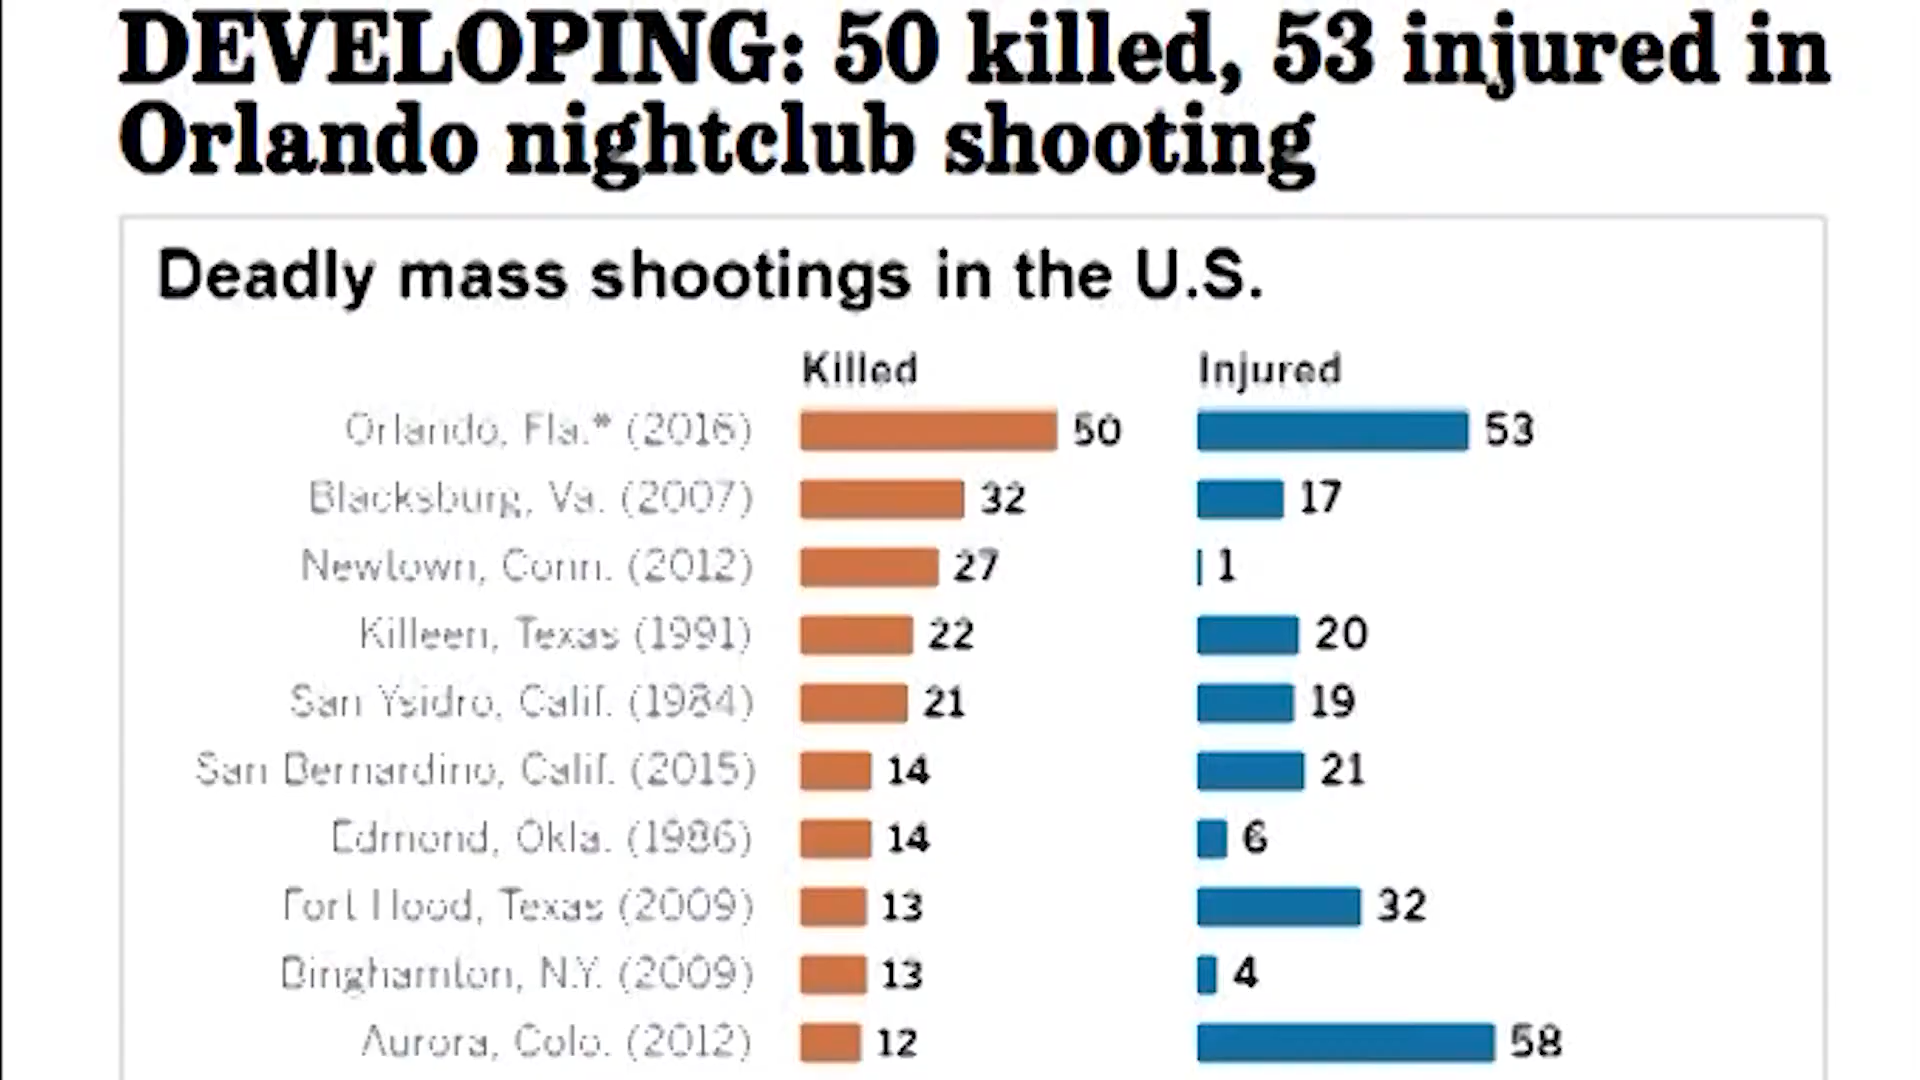 DEVELOPING: 50 killed, 53 injured in
Orlando nightclub shooting
Deadly mass shootings in the U.S.
Killed Injured
Orlando, Fla.* (2016) 50 53
Blacksburg, Va. (2007) 32 17
Newtown, Conn. (2012) 27 1
Killeen, Texas (1991) 22 20
San Ysidro, Calif. (1984) 21 19
San Bernardino, Calif. (2015) 14 21
Edmond, Okla. (1986) 14 6
Fort Hood, Texas (2009) 13 32
Binghamton, N.Y. (2009) 13 4
Aurora, Colo. (2012) 12 58